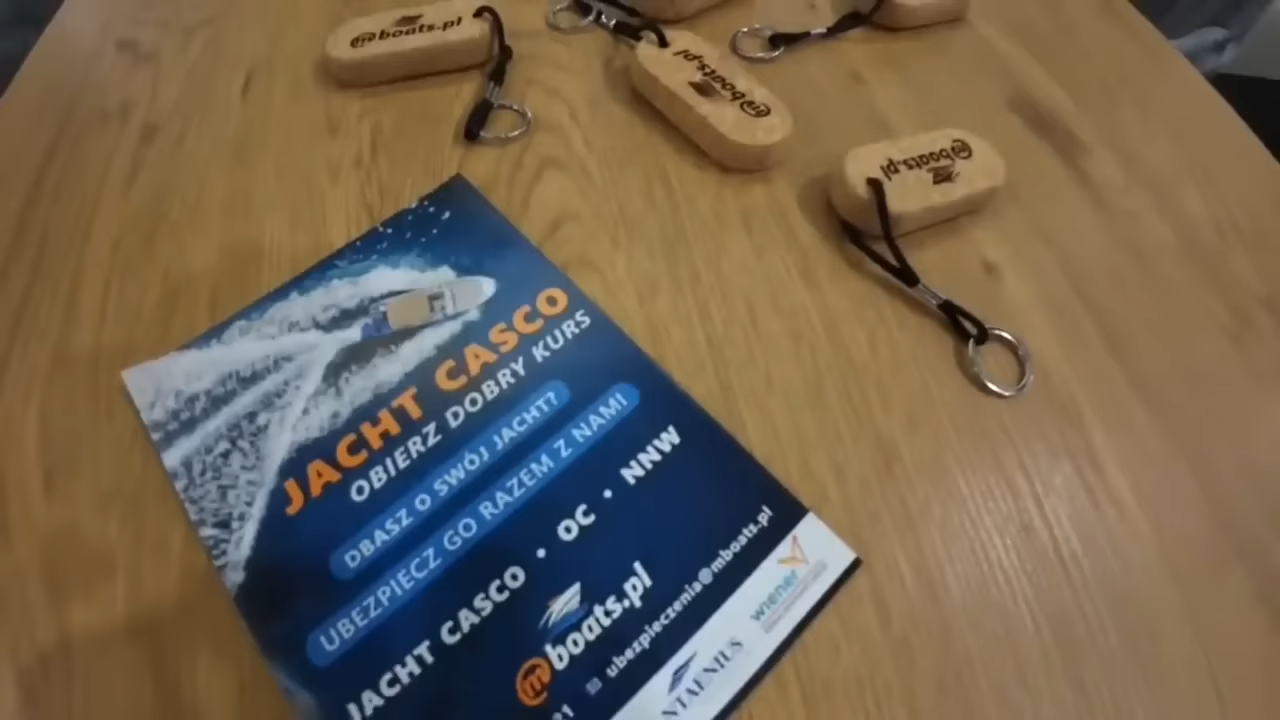 @boats.pl
@boats.pl
@boats.pl
JACHT CASCO
OBIERZ DOBRY KURS
DBASZ O SWÓJ JACHT?
UBEZPIECZ GO RAZEM Z NAMI
JACHT CASCO • OC • NNW
@boats.pl
ubezpieczenia@mboats.pl
wiener